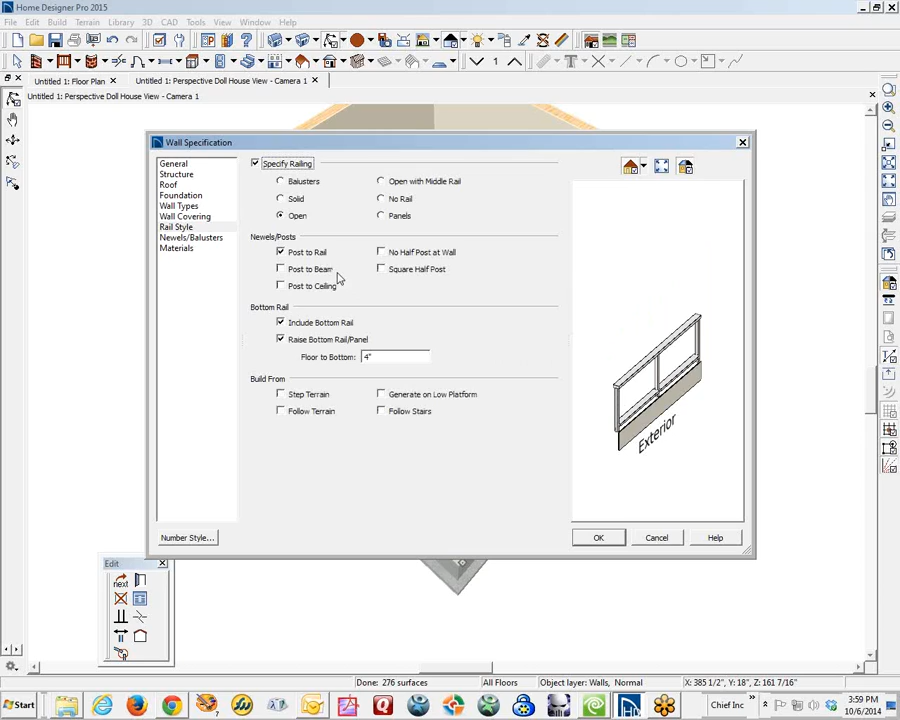 Home Designer Pro 2015
File Edit Build Terrain Library 3D CAD Tools View Window Help
1
Untitled 1: Floor Plan Untitled 1: Perspective Doll House View - Camera 1
Untitled 1: Perspective Doll House View - Camera 1
Wall Specification
General
Structure
Roof
Foundation
Wall Types
Wall Covering
Rail Style
Newels/Balusters
Materials
Number Style...
Specify Railing
Balusters Open with Middle Rail
Solid No Rail
Open Panels
Newels/Posts
Post to Rail No Half Post at Wall
Post to Beam Square Half Post
Post to Ceiling
Bottom Rail
Include Bottom Rail
Raise Bottom Rail/Panel
Floor to Bottom: 4"
Build From
Step Terrain Generate on Low Platform
Follow Terrain Follow Stairs
Exterior
OK Cancel Help
Edit
next
Done: 276 surfaces All Floors Object layer: Walls, Normal X: 385 1/2", Y: 18", Z: 161 7/16"
Start Chief Inc 3:59 PM
10/6/2014